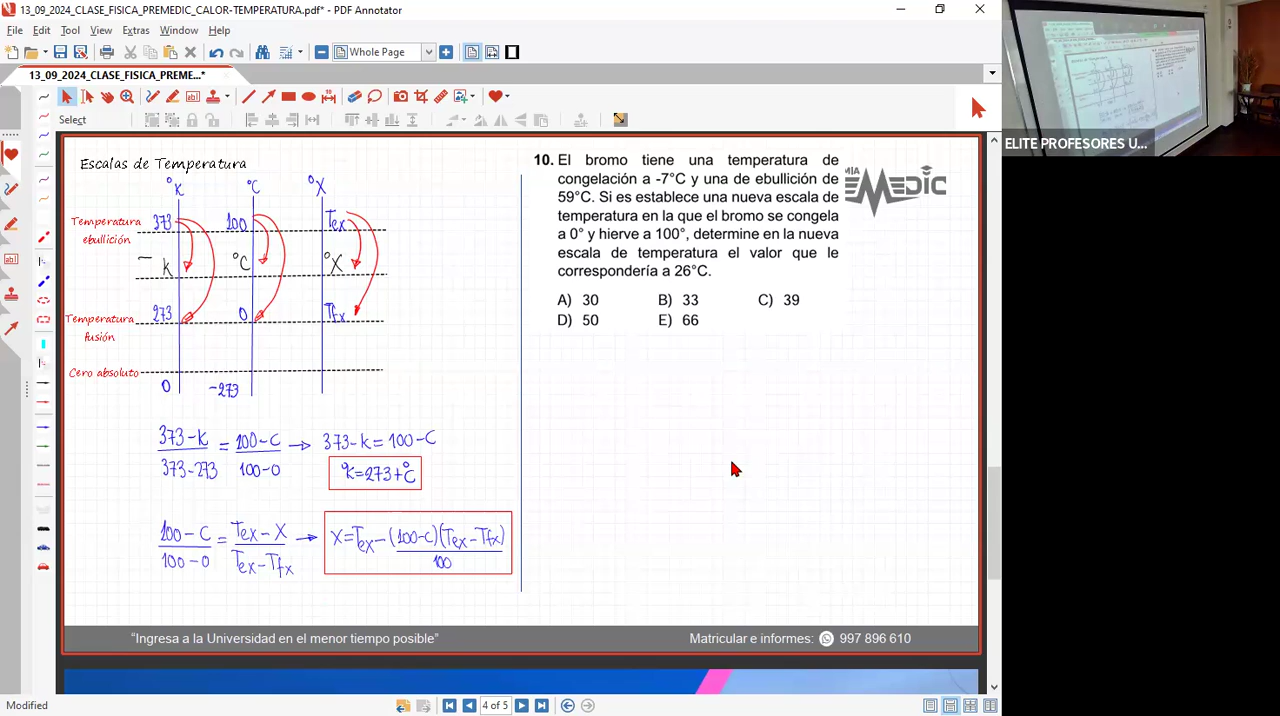 13_09_2024_CLASE_FISICA_PREMEDIC_CALOR-TEMPERATURA.pdf* - PDF Annotator
File Edit Tool Extras Window Help
Whole Page
13_09_2024_CLASE_FISICA_PREME...*
Select
Escalas de Temperatura
°K °C °X
Temperatura ebullición
373 100 Tex
K °C °X
Temperatura fusión
273 0 Tfx
Cero absoluto
0 -273
373-K / 373-273 = 100-C / 100-0 → 373-K = 100-C
°K = 273 + °C
100-C / 100-0 = Tex-X / Tex-Tfx → X = Tex - (100-C)(Tex-Tfx) / 100
10. El bromo tiene una temperatura de
congelación a -7°C y una de ebullición de
59°C. Si es establece una nueva escala de
temperatura en la que el bromo se congela
a 0° y hierve a 100°, determine en la nueva
escala de temperatura el valor que le
correspondería a 26°C.
A) 30 B) 33 C) 39
D) 50 E) 66
MEDIC
ELITE PROFESORES U...
“Ingresa a la Universidad en el menor tiempo posible” Matricular e informes: 997 896 610
Modified 4 of 5